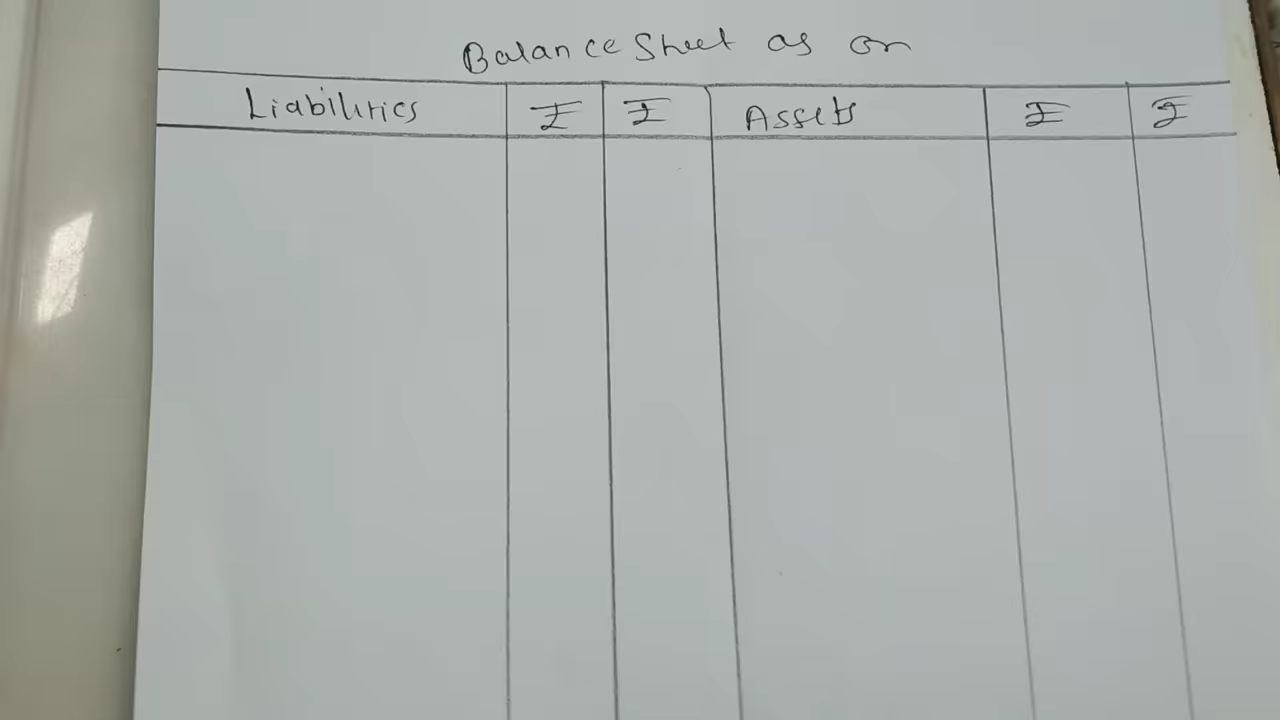 Balance Sheet as on
Liabilities ₹ ₹ Assets ₹ ₹